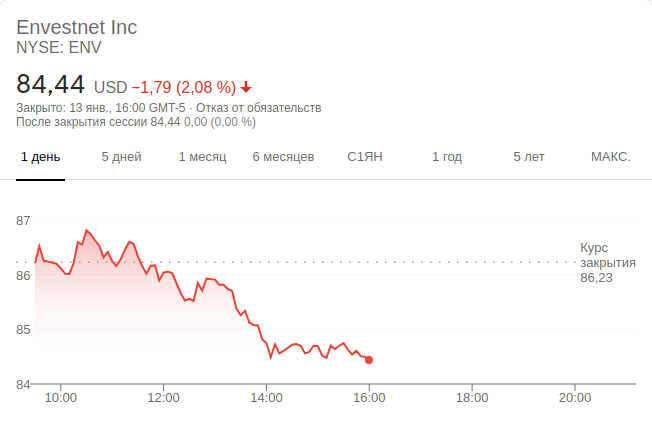 Envestnet Inc
NYSE: ENV
84,44 USD −1,79 (2,08 %)
Закрыто: 13 янв., 16:00 GMT-5 · Отказ от обязательств
После закрытия сессии 84,44 0,00 (0,00 %)
1 день 5 дней 1 месяц 6 месяцев С1ЯН 1 год 5 лет МАКС.
87
Курс
закрытия
86,23
86
85
84
10:00 12:00 14:00 16:00 18:00 20:00